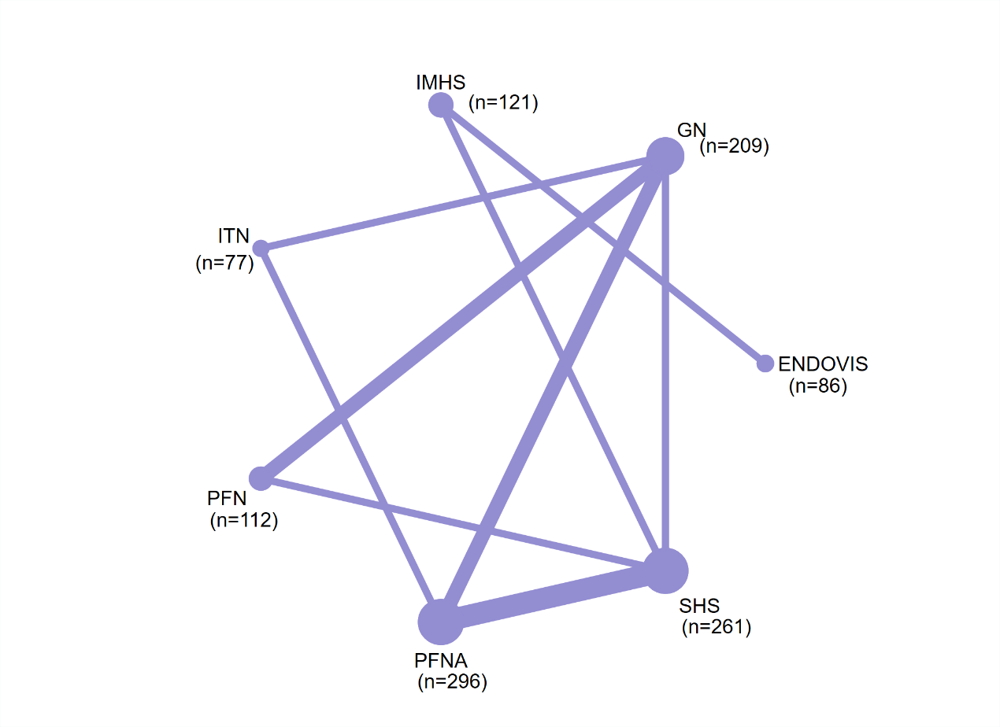 IMHS
(n=121)
GN
(n=209)
ITN
(n=77)
ENDOVIS
(n=86)
PFN
(n=112)
SHS
(n=261)
PFNA
(n=296)